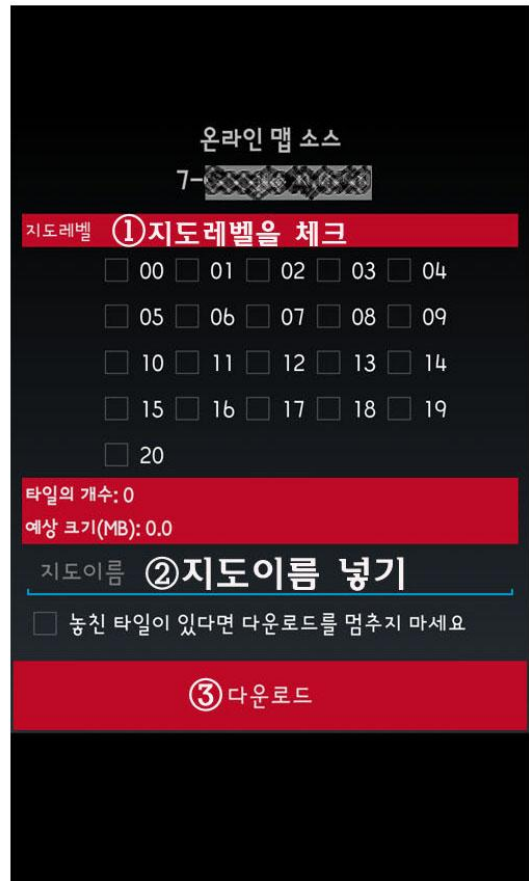 온라인 맵 소스
7-
지도레벨 ①지도레벨을 체크
00 01 02 03 04
05 06 07 08 09
10 11 12 13 14
15 16 17 18 19
20
타일의 개수: 0
예상 크기(MB): 0.0
지도이름 ②지도이름 넣기
놓친 타일이 있다면 다운로드를 멈추지 마세요
③다운로드